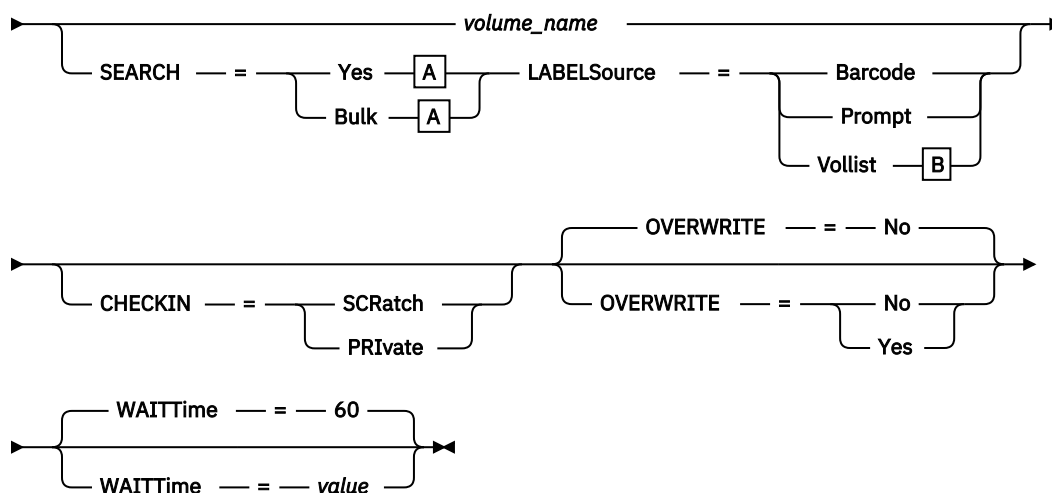 volume_name
SEARCH = Yes A LABELSource = Barcode
Bulk A Prompt
Vollist B
OVERWRITE = No
CHECKIN = SCRatch OVERWRITE = No
PRIvate Yes
WAITTime = 60
WAITTime = value